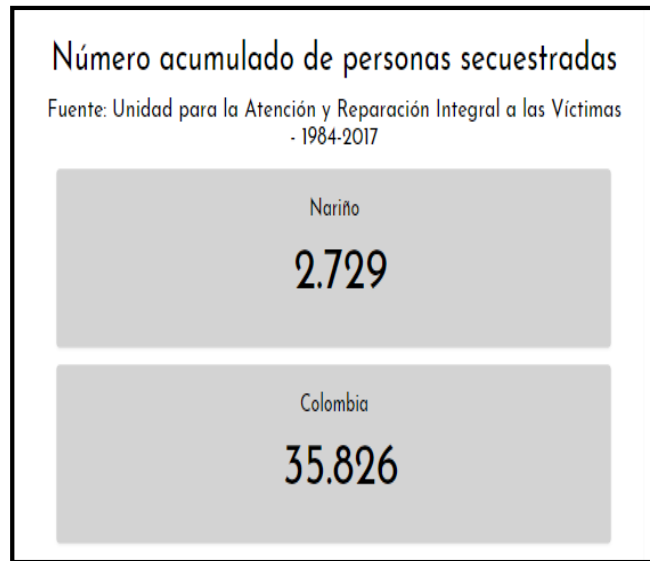 Número acumulado de personas secuestradas
Fuente: Unidad para la Atención y Reparación Integral a las Víctimas
- 1984-2017
Nariño
2.729
Colombia
35.826